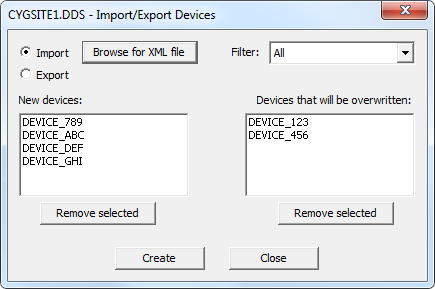 CYGSITE1.DDS - Import/Export Devices
Import
Browse for XML file
Filter:
All
Export
New devices:
Devices that will be overwritten:
DEVICE_789
DEVICE_ABC
DEVICE_DEF
DEVICE_GHI
DEVICE_123
DEVICE_456
Remove selected
Remove selected
Create
Close